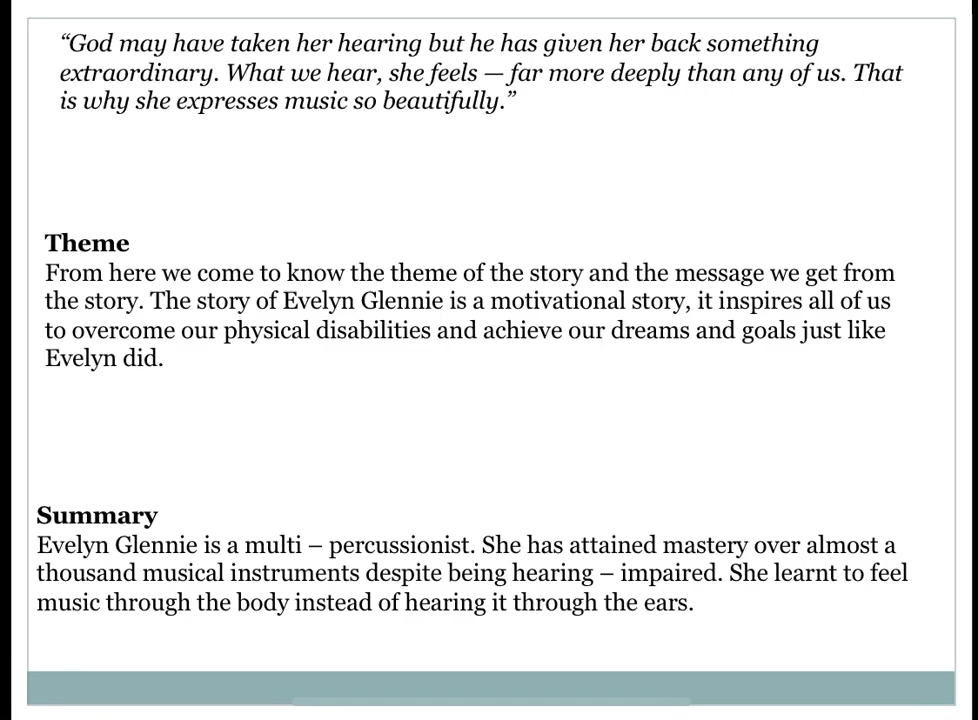 “God may have taken her hearing but he has given her back something
extraordinary. What we hear, she feels — far more deeply than any of us. That
is why she expresses music so beautifully.”
Theme
From here we come to know the theme of the story and the message we get from
the story. The story of Evelyn Glennie is a motivational story, it inspires all of us
to overcome our physical disabilities and achieve our dreams and goals just like
Evelyn did.
Summary
Evelyn Glennie is a multi – percussionist. She has attained mastery over almost a
thousand musical instruments despite being hearing – impaired. She learnt to feel
music through the body instead of hearing it through the ears.